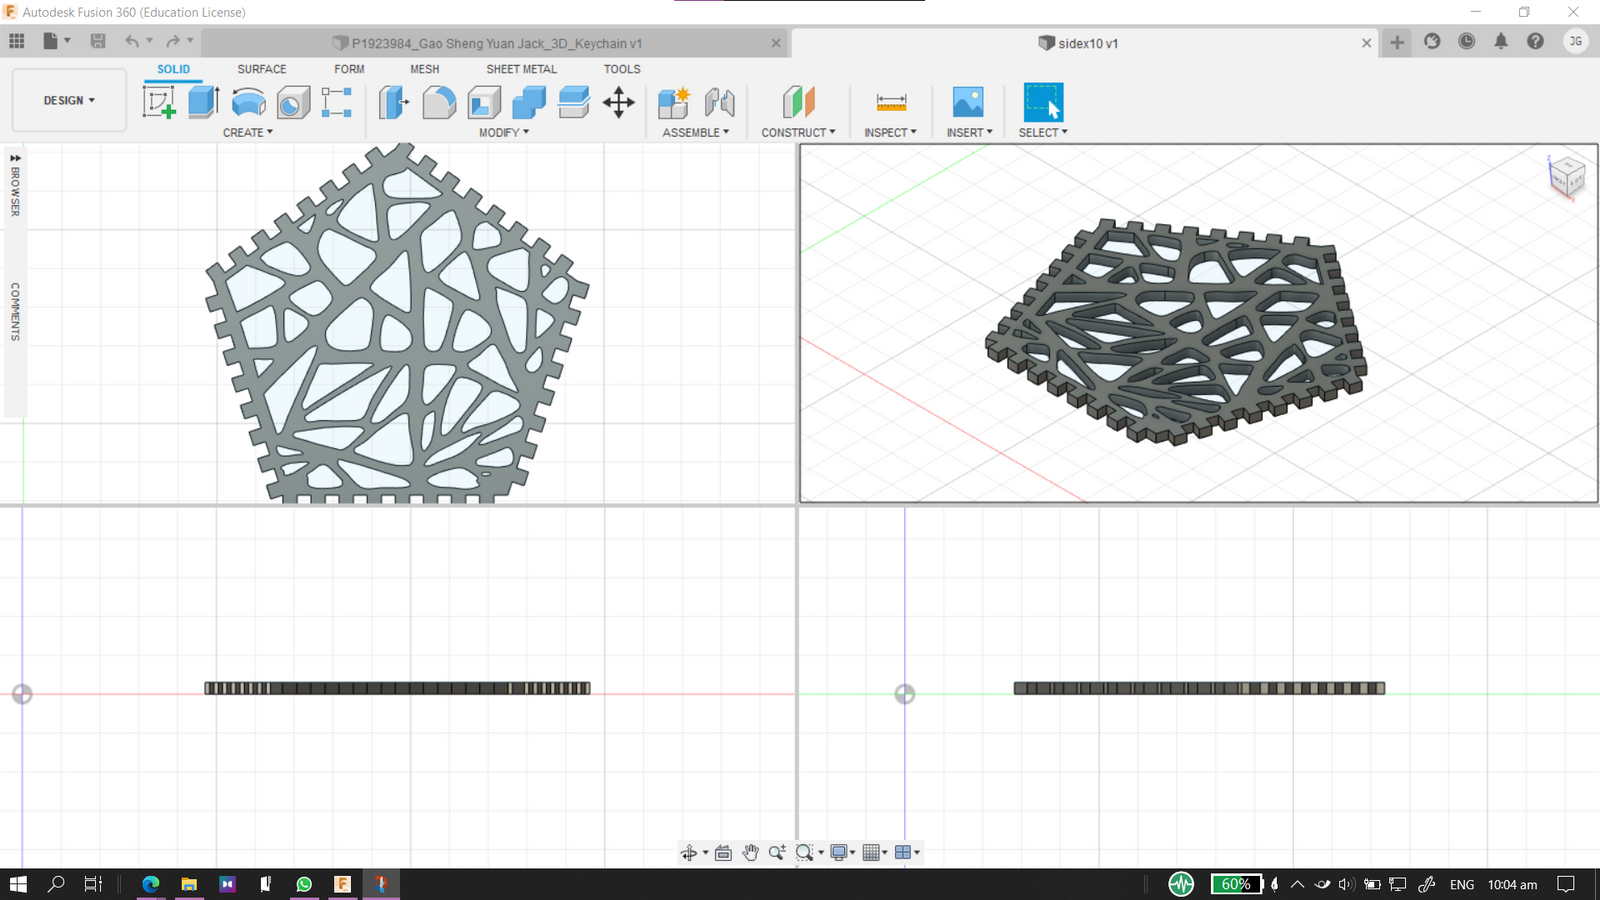 Autodesk Fusion 360 (Education License)
P1923984_Gao Sheng Yuan Jack_3D_Keychain v1
sidex10 v1
JG
SOLID
SURFACE
FORM
MESH
SHEET METAL
TOOLS
DESIGN
CREATE
MODIFY
ASSEMBLE
CONSTRUCT
INSPECT
INSERT
SELECT
BROWSER
COMMENTS
60%
ENG
10:04 am